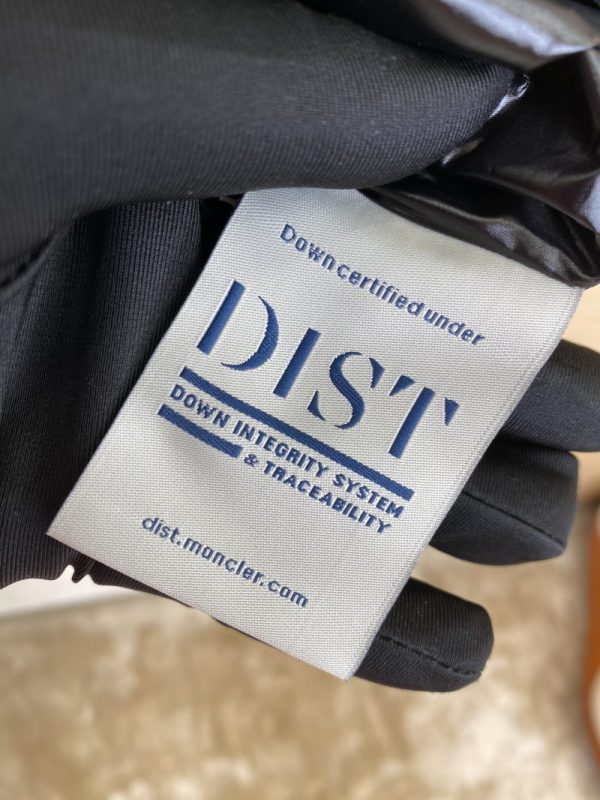 Down certified under
DIST
DOWN INTEGRITY SYSTEM
& TRACEABILITY
dist.moncler.com